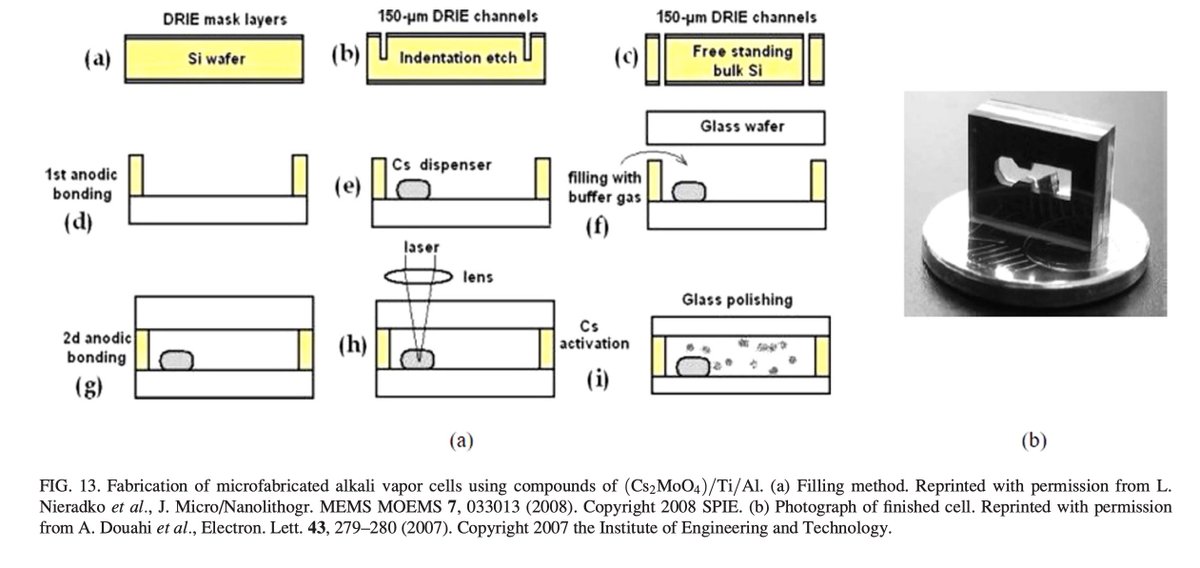 DRIE mask layers
(a)
Si wafer
150-µm DRIE channels
(b)
Indentation etch
150-µm DRIE channels
(c)
Free standing
bulk Si
1st anodic
bonding
(d)
(e)
Cs dispenser
Glass wafer
filling with
buffer gas
(f)
2d anodic
bonding
(g)
laser
lens
(h)
Cs
activation
(i)
Glass polishing
(a)
(b)
FIG. 13. Fabrication of microfabricated alkali vapor cells using compounds of (Cs₂MoO₄)/Ti/Al. (a) Filling method. Reprinted with permission from L.
Nieradko et al., J. Micro/Nanolithogr. MEMS MOEMS 7, 033013 (2008). Copyright 2008 SPIE. (b) Photograph of finished cell. Reprinted with permission
from A. Douahi et al., Electron. Lett. 43, 279–280 (2007). Copyright 2007 the Institute of Engineering and Technology.